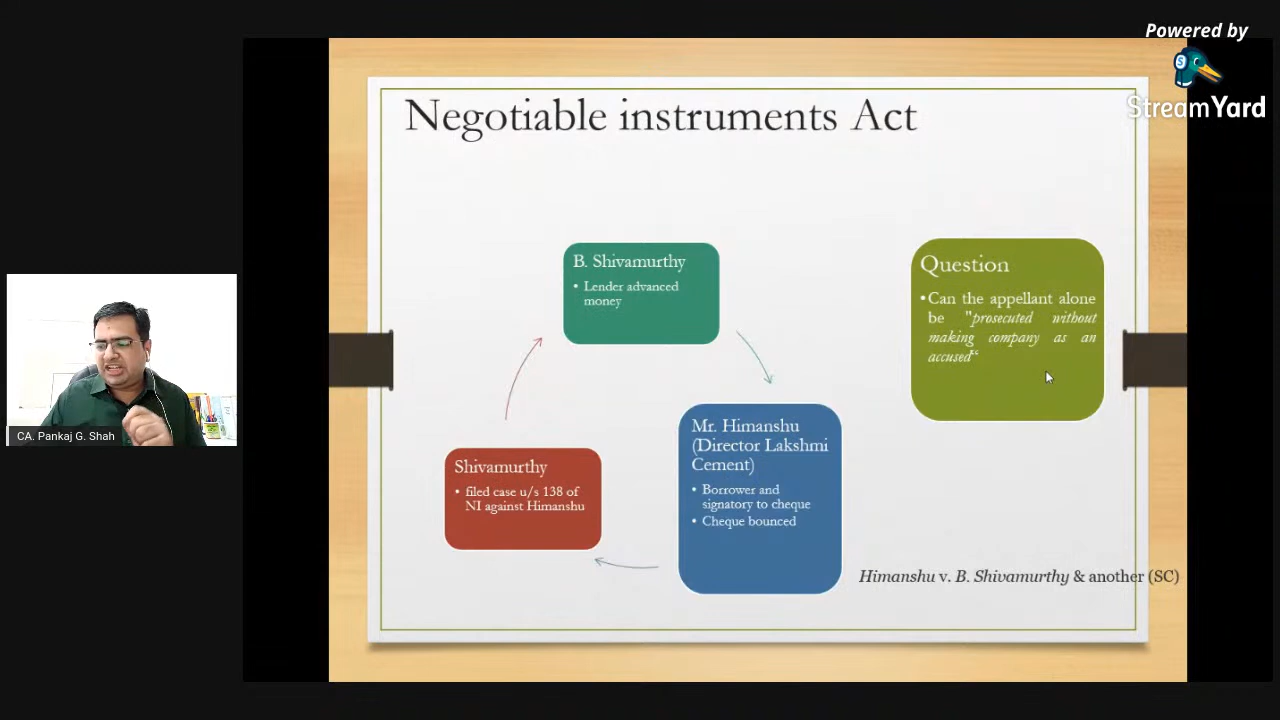 Powered by
StreamYard
Negotiable instruments Act
B. Shivamurthy
• Lender advanced
money
Question
•Can the appellant alone
be "prosecuted without
making company as an
accused“
Mr. Himanshu
(Director Lakshmi
Cement)
• Borrower and
signatory to cheque
• Cheque bounced
Shivamurthy
• filed case u/s 138 of
NI against Himanshu
Himanshu v. B. Shivamurthy & another (SC)
CA. Pankaj G. Shah